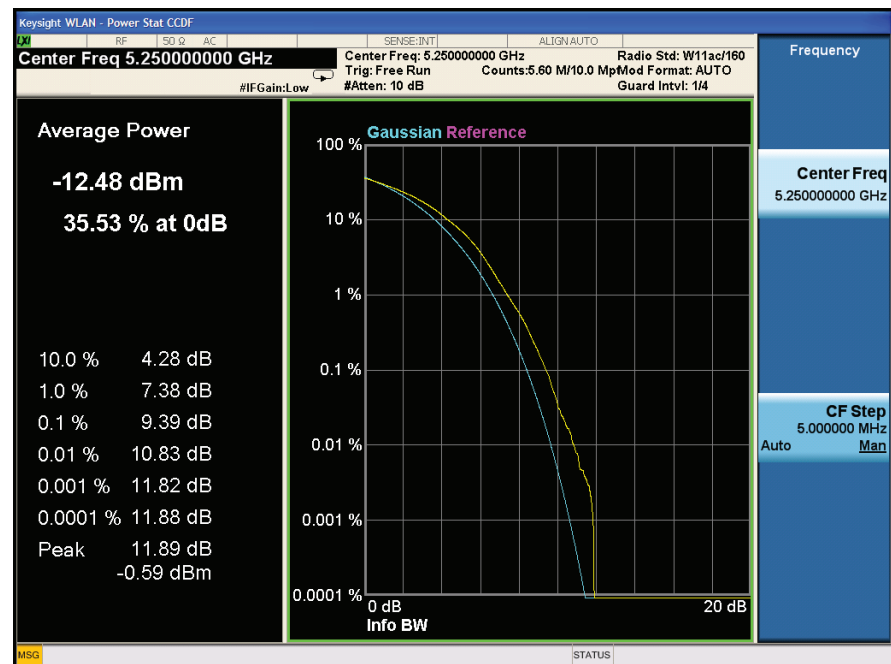 Keysight WLAN - Power Stat CCDF
LXI RF 50 Ω AC SENSE:INT ALIGN AUTO
Center Freq 5.250000000 GHz
#IFGain:Low
Center Freq: 5.250000000 GHz Radio Std: W11ac/160
Trig: Free Run Counts:5.60 M/10.0 Mpt Mod Format: AUTO
#Atten: 10 dB Guard Intvl: 1/4
Average Power
-12.48 dBm
35.53 % at 0dB
10.0 % 4.28 dB
1.0 % 7.38 dB
0.1 % 9.39 dB
0.01 % 10.83 dB
0.001 % 11.82 dB
0.0001 % 11.88 dB
Peak 11.89 dB
-0.59 dBm
Gaussian Reference
100 %
10 %
1 %
0.1 %
0.01 %
0.001 %
0.0001 %
0 dB 20 dB
Info BW
Frequency
Center Freq
5.250000000 GHz
CF Step
5.000000 MHz
Auto Man
MSG STATUS